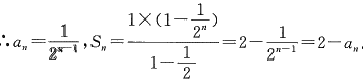 ∴aₙ=1/2ⁿ⁻¹,Sₙ=(1×(1-1/2ⁿ))/(1-1/2)=2-1/2ⁿ⁻¹=2-aₙ.